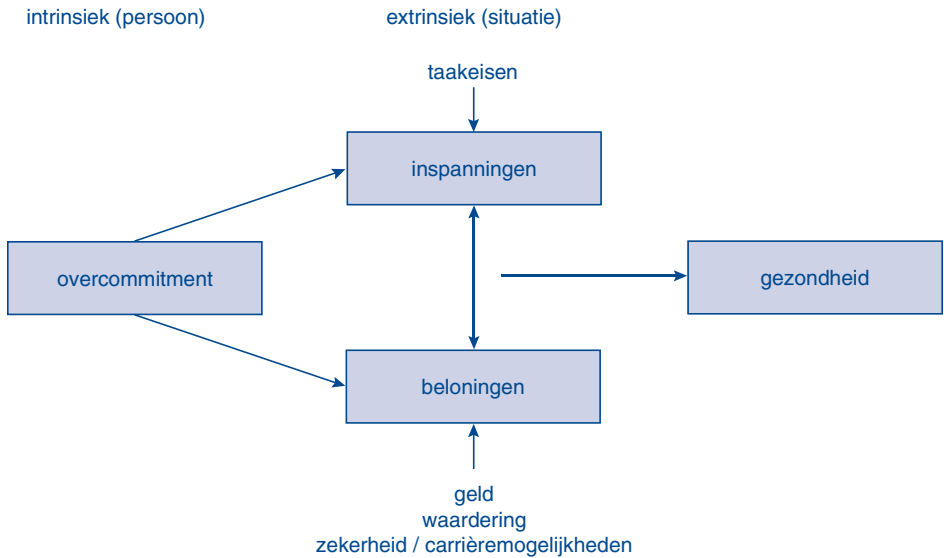 intrinsiek (persoon)
extrinsiek (situatie)
taakeisen
inspanningen
overcommitment
gezondheid
beloningen
geld
waardering
zekerheid / carrièremogelijkheden